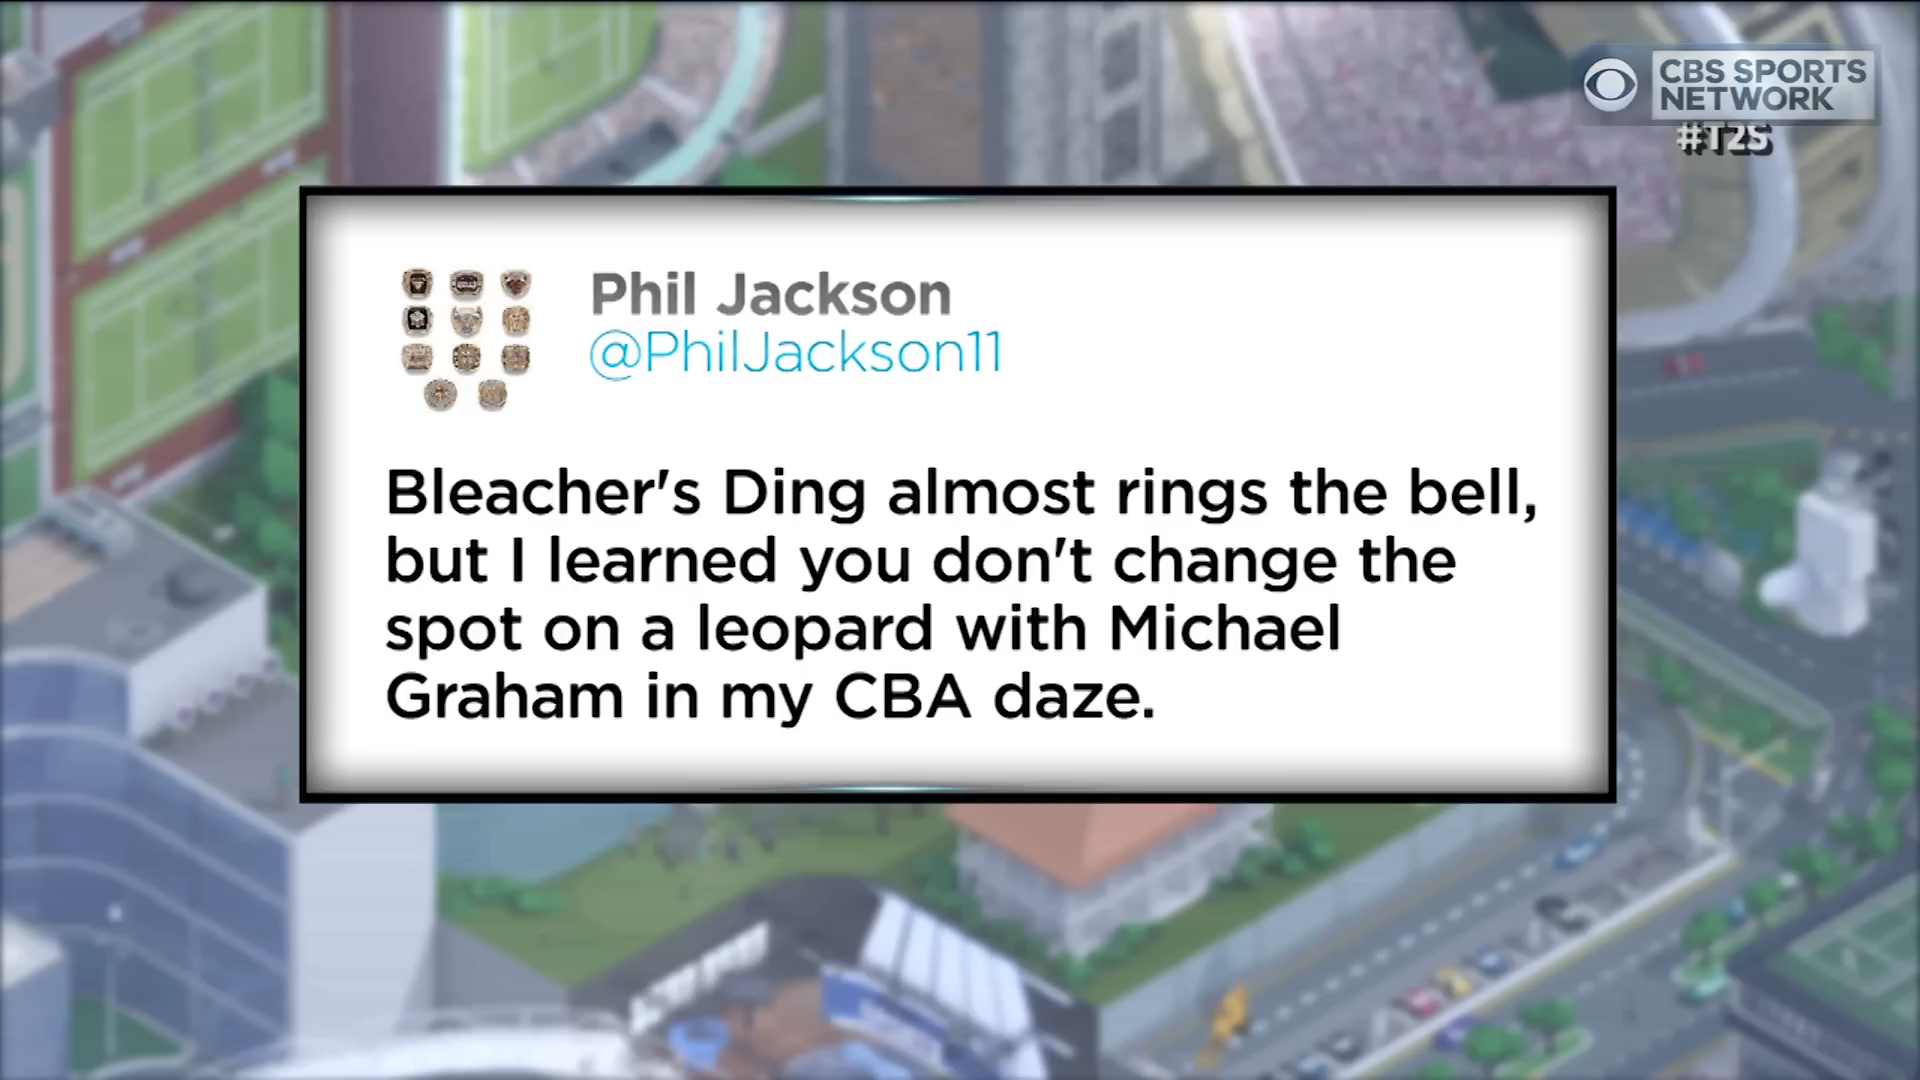 CBS SPORTS
NETWORK
#T2S
Phil Jackson
@PhilJackson11
Bleacher's Ding almost rings the bell,
but I learned you don't change the
spot on a leopard with Michael
Graham in my CBA daze.